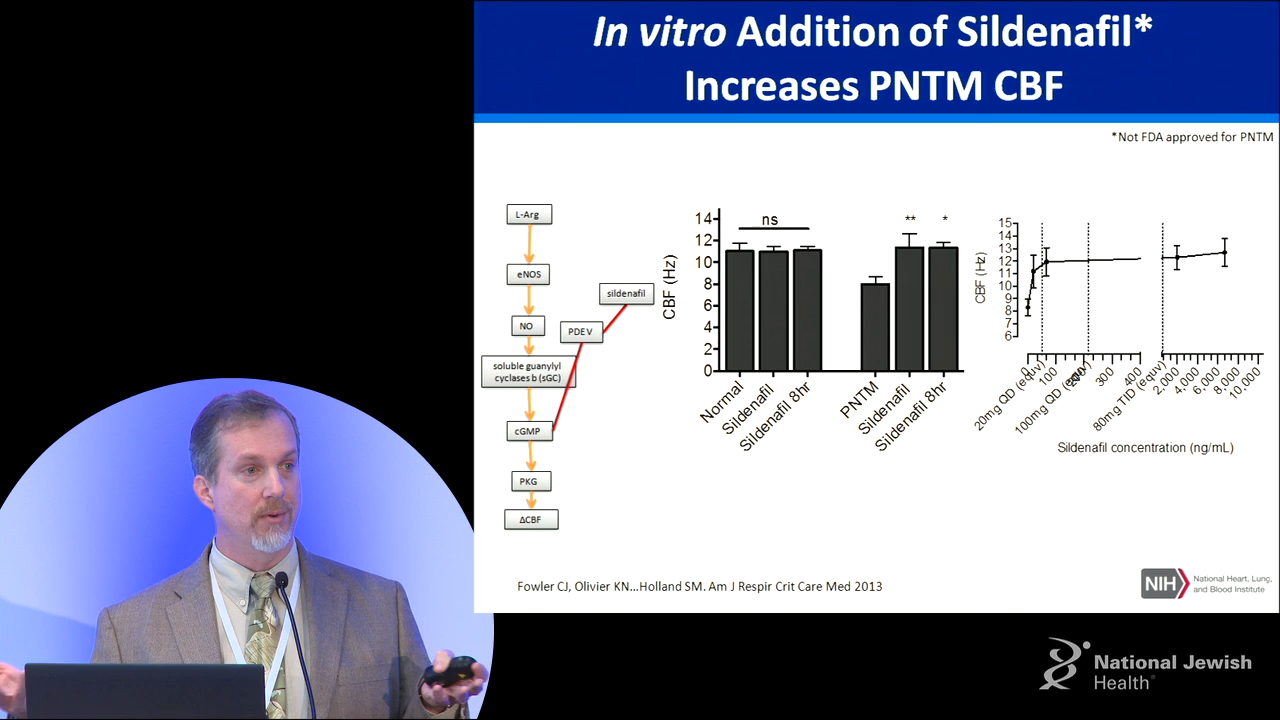 In vitro Addition of Sildenafil*
Increases PNTM CBF
*Not FDA approved for PNTM
L-Arg
eNOS
NO
soluble guanylyl
cyclases b (sGC)
cGMP
PKG
ΔCBF
sildenafil
PDE V
CBF (Hz)
14
12
10
8
6
4
2
0
ns
**
*
Normal
Sildenafil
Sildenafil 8hr
PNTM
Sildenafil
Sildenafil 8hr
CBF (Hz)
15
14
13
12
11
10
9
8
7
6
20mg QD (equiv)
100
100mg QD (equiv)
200
300
400
80mg TID (equiv)
2,000
4,000
6,000
8,000
10,000
Sildenafil concentration (ng/mL)
Fowler CJ, Olivier KN...Holland SM. Am J Respir Crit Care Med 2013
NIH
National Heart, Lung,
and Blood Institute
National Jewish
Health®